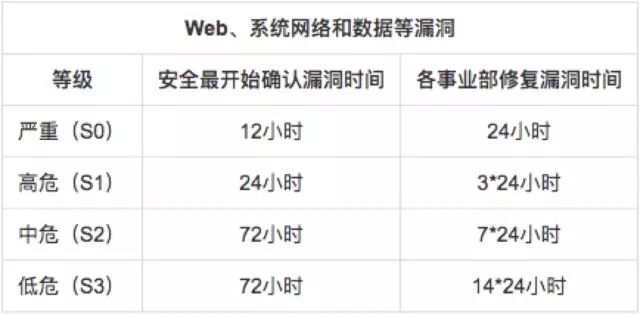 Web、系统网络和数据等漏洞
等级 安全最开始确认漏洞时间 各事业部修复漏洞时间
严重（S0） 12小时 24小时
高危（S1） 24小时 3*24小时
中危（S2） 72小时 7*24小时
低危（S3） 72小时 14*24小时